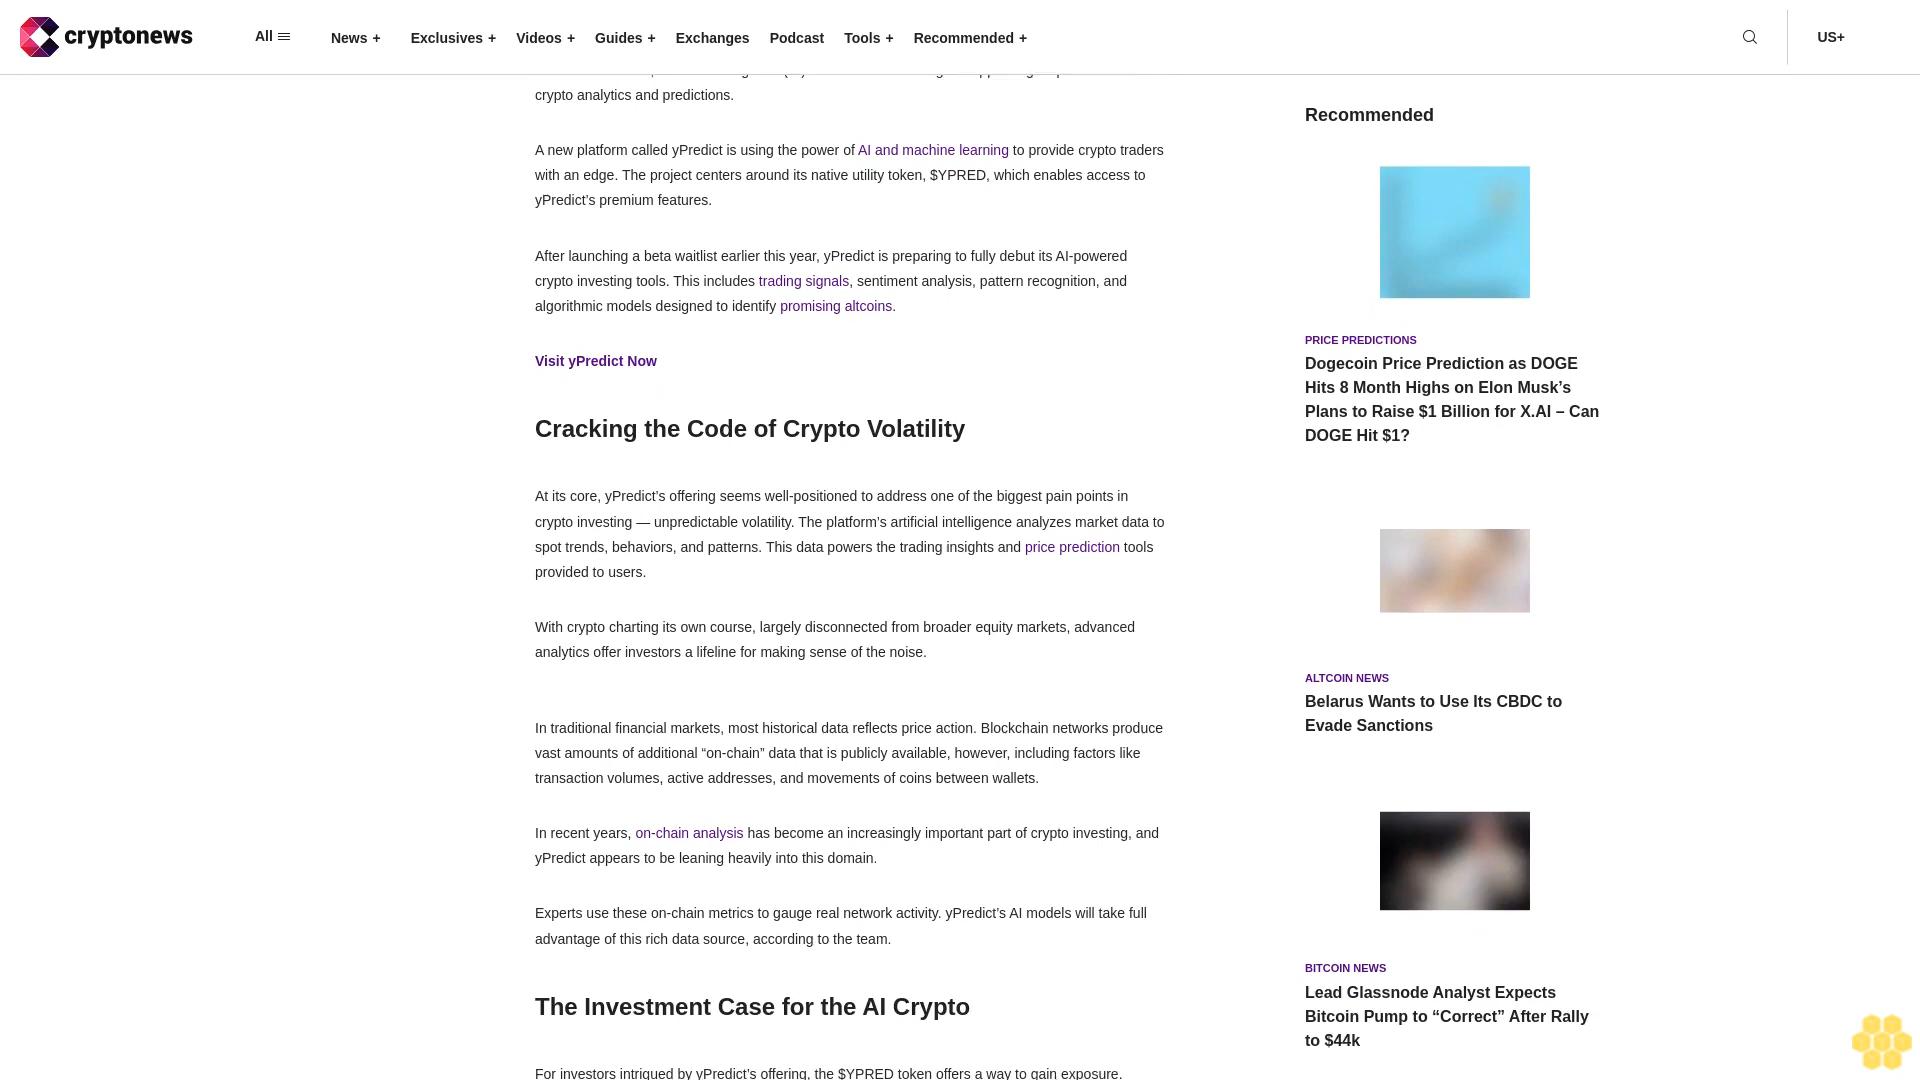 cryptonews
All
News +
Exclusives +
Videos +
Guides +
Exchanges
Podcast
Tools +
Recommended +
US+
crypto analytics and predictions.
A new platform called yPredict is using the power of AI and machine learning to provide crypto traders
with an edge. The project centers around its native utility token, $YPRED, which enables access to
yPredict’s premium features.
After launching a beta waitlist earlier this year, yPredict is preparing to fully debut its AI-powered
crypto investing tools. This includes trading signals, sentiment analysis, pattern recognition, and
algorithmic models designed to identify promising altcoins.
Visit yPredict Now
Cracking the Code of Crypto Volatility
At its core, yPredict’s offering seems well-positioned to address one of the biggest pain points in
crypto investing — unpredictable volatility. The platform’s artificial intelligence analyzes market data to
spot trends, behaviors, and patterns. This data powers the trading insights and price prediction tools
provided to users.
With crypto charting its own course, largely disconnected from broader equity markets, advanced
analytics offer investors a lifeline for making sense of the noise.
In traditional financial markets, most historical data reflects price action. Blockchain networks produce
vast amounts of additional “on-chain” data that is publicly available, however, including factors like
transaction volumes, active addresses, and movements of coins between wallets.
In recent years, on-chain analysis has become an increasingly important part of crypto investing, and
yPredict appears to be leaning heavily into this domain.
Experts use these on-chain metrics to gauge real network activity. yPredict’s AI models will take full
advantage of this rich data source, according to the team.
The Investment Case for the AI Crypto
For investors intrigued by yPredict’s offering, the $YPRED token offers a way to gain exposure.
Recommended
PRICE PREDICTIONS
Dogecoin Price Prediction as DOGE
Hits 8 Month Highs on Elon Musk’s
Plans to Raise $1 Billion for X.AI – Can
DOGE Hit $1?
ALTCOIN NEWS
Belarus Wants to Use Its CBDC to
Evade Sanctions
BITCOIN NEWS
Lead Glassnode Analyst Expects
Bitcoin Pump to “Correct” After Rally
to $44k